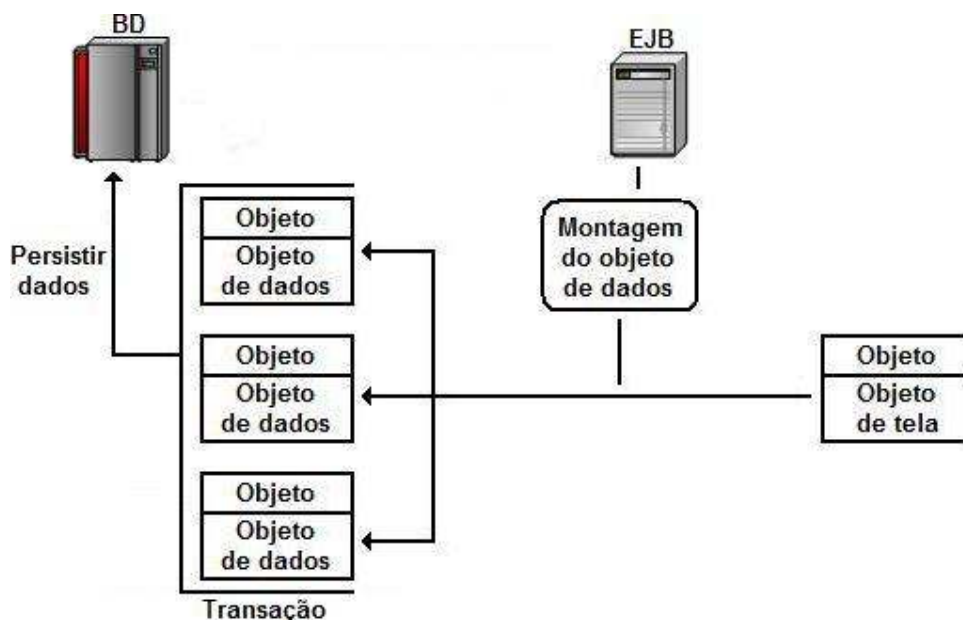 BD
EJB
Persistir
dados
Objeto
Objeto
de dados
Objeto
Objeto
de dados
Objeto
Objeto
de dados
Transação
Montagem
do objeto
de dados
Objeto
Objeto
de tela